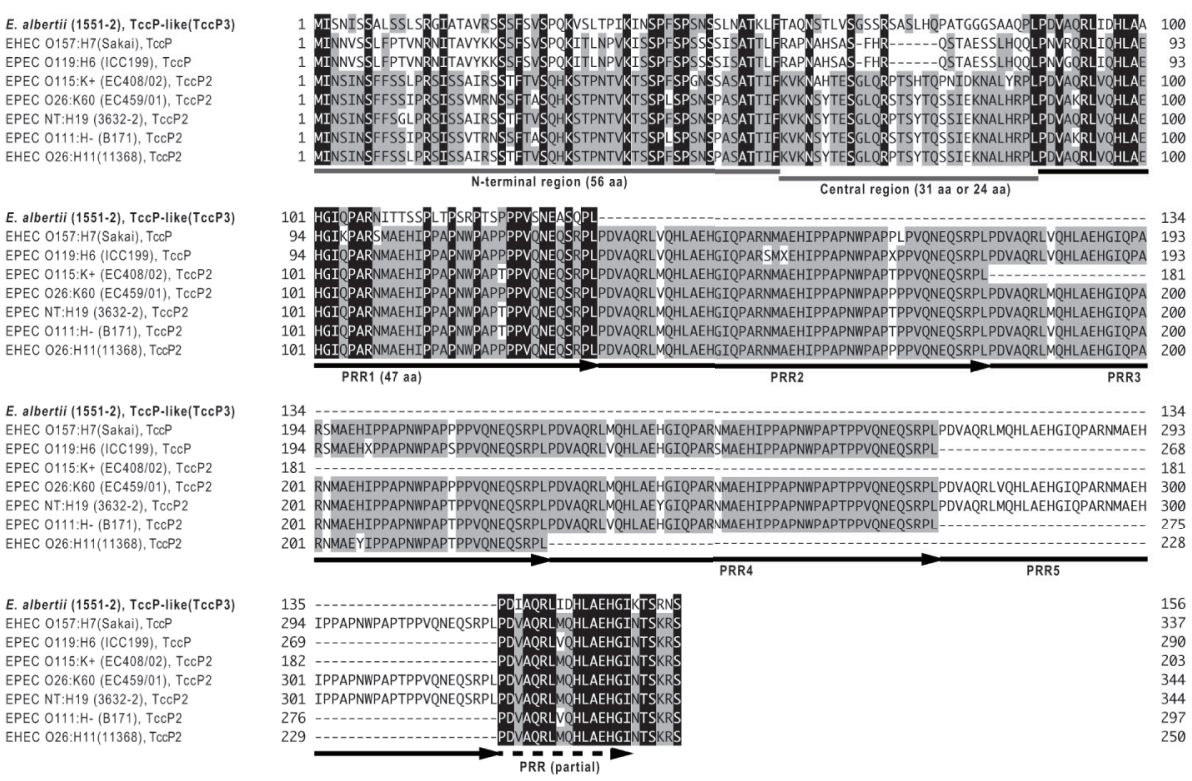 E. albertii (1551-2), TccP-like(TccP3) 1 MISNISSALSSLSRGIATAVRSSSFSVSPQKVSLTPIKINSPFSPSNSSLNATKLFTAQNSTLVSGSSRSASLHQPATGGGSAAQPLPDVAQRLIDHLAA 100
EHEC O157:H7(Sakai), TccP 1 MINNVSSLFPTVNRNITAVYKKSSFSVSPQKITLNPVKISSPFSPSSSSISATTLFRAPNAHSAS-FHR------QSTAESSLHQQLPNVRQRLIQHLAE 93
EPEC O119:H6 (ICC199), TccP 1 MINNVSSLFPTVNRNITAVYKKSSFSVSPQKITLNPVKISSPFSPSSSSISATTLFRAPNAHSAS-FHR------QSTAESSLHQQLPNVGQRLIQHLAE 93
EPEC O115:K+ (EC408/02), TccP2 1 MINSINSFFSSLPRSISSAIRSSTFSVSQHKSTPNTVKTSSPFSPGNSSASATTIFKVKNAHTESGLQRPTSHTQPNIDKNALYRPLPDVAQRLVQHLAE 100
EPEC O26:K60 (EC459/01), TccP2 1 MINSINSFFSSIPRSISSVMRNSSFTASQHKSTPNTVKTSSPLSPSNSPASATTIFKVKNSYTESGLQRSTSYTQSSIEKNALHRPLPDVAKRLVQHLAE 100
EPEC NT:H19 (3632-2), TccP2 1 MINSINSFFSGLPRSISSAIRSSTFTVSQHKSTPNTVKTSSPFSPSNSPASATTIFKVKNSYTESGLQRPTSYTQSSIEKNALHRPLPDVAQRLVQHLAE 100
EPEC O111:H- (B171), TccP2 1 MINSINSFFSSLPRSISSVTRNSSFTASQHKSTPNTVKTSSPLSPSNSPASATTIFKVKNSYTESGLQRSTSYTQSSIEKNALHRPLPDVAKRLVQHLAE 100
EHEC O26:H11(11368), TccP2 1 MINSINSFFSSLPRSISSAIRSSTFTVSQHKSTPNTVKTSSPFSPSNSPASATTIFKVKNSYTESGLQRPTSYTQSSIEKNALHRPLPDVAQRLVQHLAE 100
N-terminal region (56 aa) Central region (31 aa or 24 aa)
E. albertii (1551-2), TccP-like(TccP3) 101 HGIQPARNITTSSPLTPSRPTSPPPVSNEASQPL------------------------------------------------------------------ 134
EHEC O157:H7(Sakai), TccP 94 HGIKPARSMAEHIPPAPNWPAPPPPVQNEQSRPLPDVAQRLVQHLAEHGIQPARNMAEHIPPAPNWPAPPLPVQNEQSRPLPDVAQRLVQHLAEHGIQPA 193
EPEC O119:H6 (ICC199), TccP 94 HGIQPARNMAEHIPPAPNWPAPPPPVQNEQSRPLPDVAQRLVQHLAEHGIQPARSMXEHIPPAPNWPAPXPPVQNEQSRPLPDVAQRLVQHLAEHGIQPA 193
EPEC O115:K+ (EC408/02), TccP2 101 HGIQPARNMAEHIPPAPNWPAPTPPVQNEQSRPLPDVAQRLMQHLAEHGIQPARNMAEHIPPAPNWPAPTPPVQNEQSRPL------------------- 181
EPEC O26:K60 (EC459/01), TccP2 101 HGIQPARNMAEHIPPAPNWPAPPPPVQNEQSRPLPDVAQRLMQHLAEHGIQPARNMAEHIPPAPNWPAPPPPVQNEQSRPLPDVAQRLMQHLAEHGIQPA 200
EPEC NT:H19 (3632-2), TccP2 101 HGIQPARNMAEHIPPAPNWPAPTPPVQNEQSRPLPDVAQRLMQHLAEHGIQPARNMAEHIPPAPNWPAPPPPVQNEQSRPLPDVAQRLMQHLAEHGIQPA 200
EPEC O111:H- (B171), TccP2 101 HGIQPARNMAEHIPPAPNWPAPTPPVQNEQSRPLPDVAQRLMQHLAEHGIQPARNMAEHIPPAPNWPAPTPPVQNEQSRPLPDVAQRLVQHLAEHGIQPA 200
EHEC O26:H11(11368), TccP2 101 HGIQPARNMAEHIPPAPNWPAPPPPVQNEQSRPLPDVAQRLMQHLAEHGIQPARNMAEHIPPAPNWPAPPPPVQNEQSRPLPDVAQRLMQHLAEHGIQPA 200
PRR1 (47 aa) PRR2 PRR3
E. albertii (1551-2), TccP-like(TccP3) 134 ---------------------------------------------------------------------------------------------------- 134
EHEC O157:H7(Sakai), TccP 194 RSMAEHIPPAPNWPAPPPPVQNEQSRPLPDVAQRLMQHLAEHGIQPARNMAEHIPPAPNWPAPTPPVQNEQSRPLPDVAQRLMQHLAEHGIQPARNMAEH 293
EPEC O119:H6 (ICC199), TccP 194 RSMAEHXPPAPNWPAPPSPVQNEQSRPLPDVAQRLVQHLAEHGIQPARSMAEHIPPAPNWPAPPPPVQNEQSRPL------------------------- 268
EPEC O115:K+ (EC408/02), TccP2 181 ---------------------------------------------------------------------------------------------------- 181
EPEC O26:K60 (EC459/01), TccP2 201 RNMAEHIPPAPNWPAPPPPVQNEQSRPLPDVAQRLMQHLAEHGIQPARNMAEHIPPAPNWPAPTPPVQNEQSRPLPDVAQRLVQHLAEHGIQPARNMAEH 300
EPEC NT:H19 (3632-2), TccP2 201 RNMAEHIPPAPNWPAPPPPVQNEQSRPLPDVAQRLMQHLAEYGIQPARNMAEHIPPAPNWPAPTPPVQNEQSRPLPDVAQRLMQHLAEHGIQPARNMAEH 300
EPEC O111:H- (B171), TccP2 201 RNMAEHIPPAPNWPAPTPPVQNEQSRPLPDVAQRLVQHLAEHGIQPARNMAEHIPPAPNWPAPTPPVQNEQSRPL------------------------- 275
EHEC O26:H11(11368), TccP2 201 RNMAEYIPPAPNWPAPTPPVQNEQSRPL------------------------------------------------------------------------ 228
PRR4 PRR5
E. albertii (1551-2), TccP-like(TccP3) 135 ----------------------PDIAQRLIDHLAEHGIKTSRNS 156
EHEC O157:H7(Sakai), TccP 294 IPPAPNWPAPTPPVQNEQSRPLPDVAQRLMQHLAEHGINTSKRS 337
EPEC O119:H6 (ICC199), TccP 269 ----------------------PDVAQRLVQHLAEHGINTSKRS 290
EPEC O115:K+ (EC408/02), TccP2 182 ----------------------PDVAQRLMQHLAEHGINTSKRS 203
EPEC O26:K60 (EC459/01), TccP2 301 IPPAPNWPAPTPPVQNEQSRPLPDVAQRLMQHLAEHGINTSKRS 344
EPEC NT:H19 (3632-2), TccP2 301 IPPAPNWPAPTPPVQNEQSRPLPDVAQRLMQHLAEHGINTSKRS 344
EPEC O111:H- (B171), TccP2 276 ----------------------PDVAQRLVQHLAEHGINTSKRS 297
EHEC O26:H11(11368), TccP2 229 ----------------------PDVAQRLMQHLAEHGINTSKRS 250
PRR (partial)